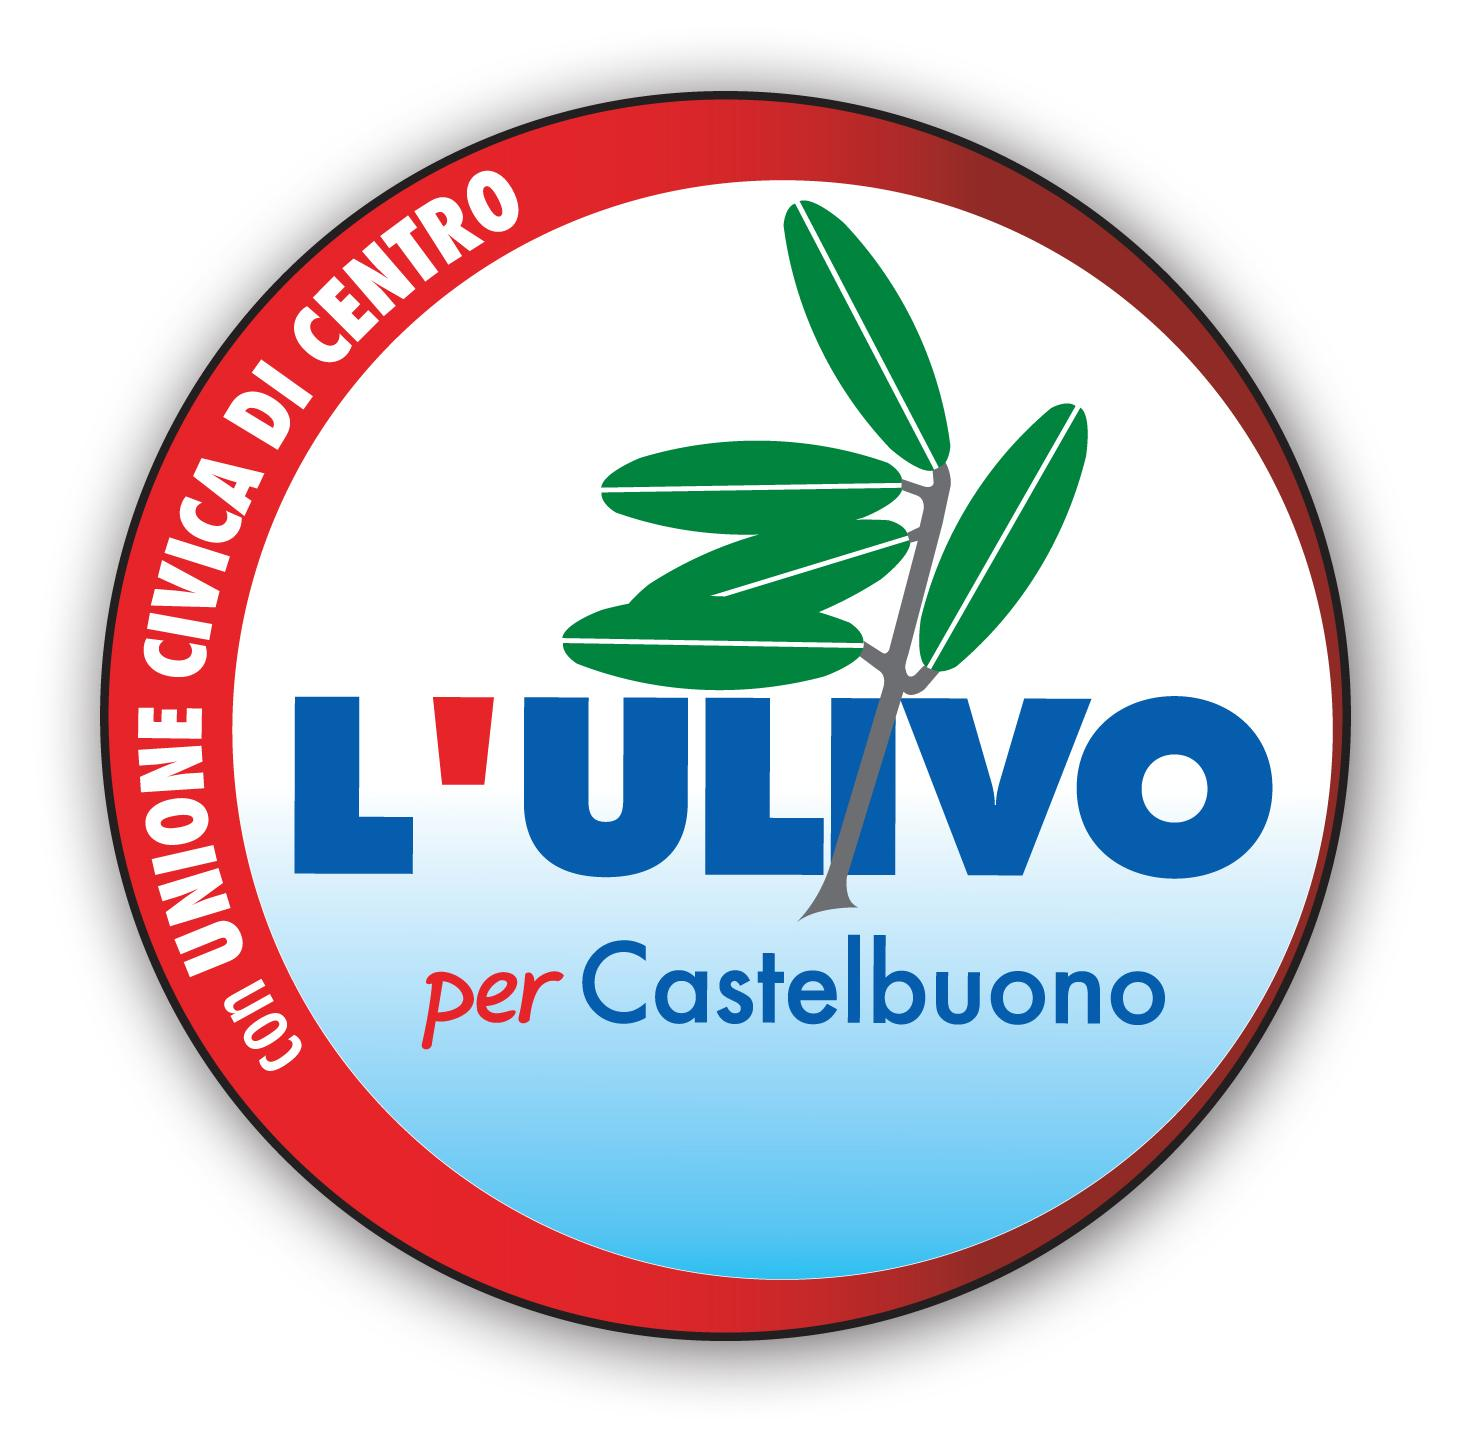 con UNIONE CIVICA DI CENTRO
L'ULIVO
per Castelbuono